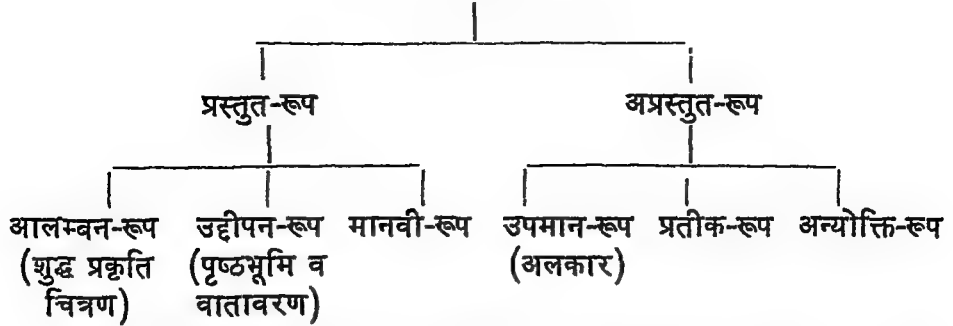 प्रस्तुत-रूप अप्रस्तुत-रूप
आलम्बन-रूप उद्दीपन-रूप मानवी-रूप उपमान-रूप प्रतीक-रूप अन्योक्ति-रूप
(शुद्ध प्रकृति (पृष्ठभूमि व (अलकार)
चित्रण) वातावरण)